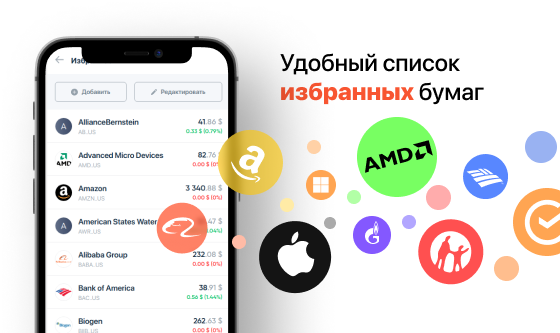 Удобный список
избранных бумаг
Добавить
Редактировать
AllianceBernstein
41.86 $
AB.US
0.33 $ (0.79%)
Advanced Micro Devices
82.76
AMD.US
0.00 $
Amazon
3 340.88 $
AMZN.US
0.00 $ (0%)
American States Water
.47 $
AWR.US
Alibaba Group
232.08 $
BABA.US
0.00 $ (0%)
Bank of America
38.91 $
BAC.US
0.56 $ (1.44%)
Biogen
262.63 $
BIIB.US
0.00 $ (0%)
AMD
AMD